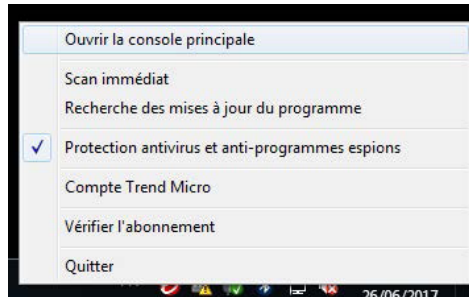 Ouvrir la console principale
Scan immédiat
Recherche des mises à jour du programme
Protection antivirus et anti-programmes espions
Compte Trend Micro
Vérifier l'abonnement
Quitter
26/06/2017